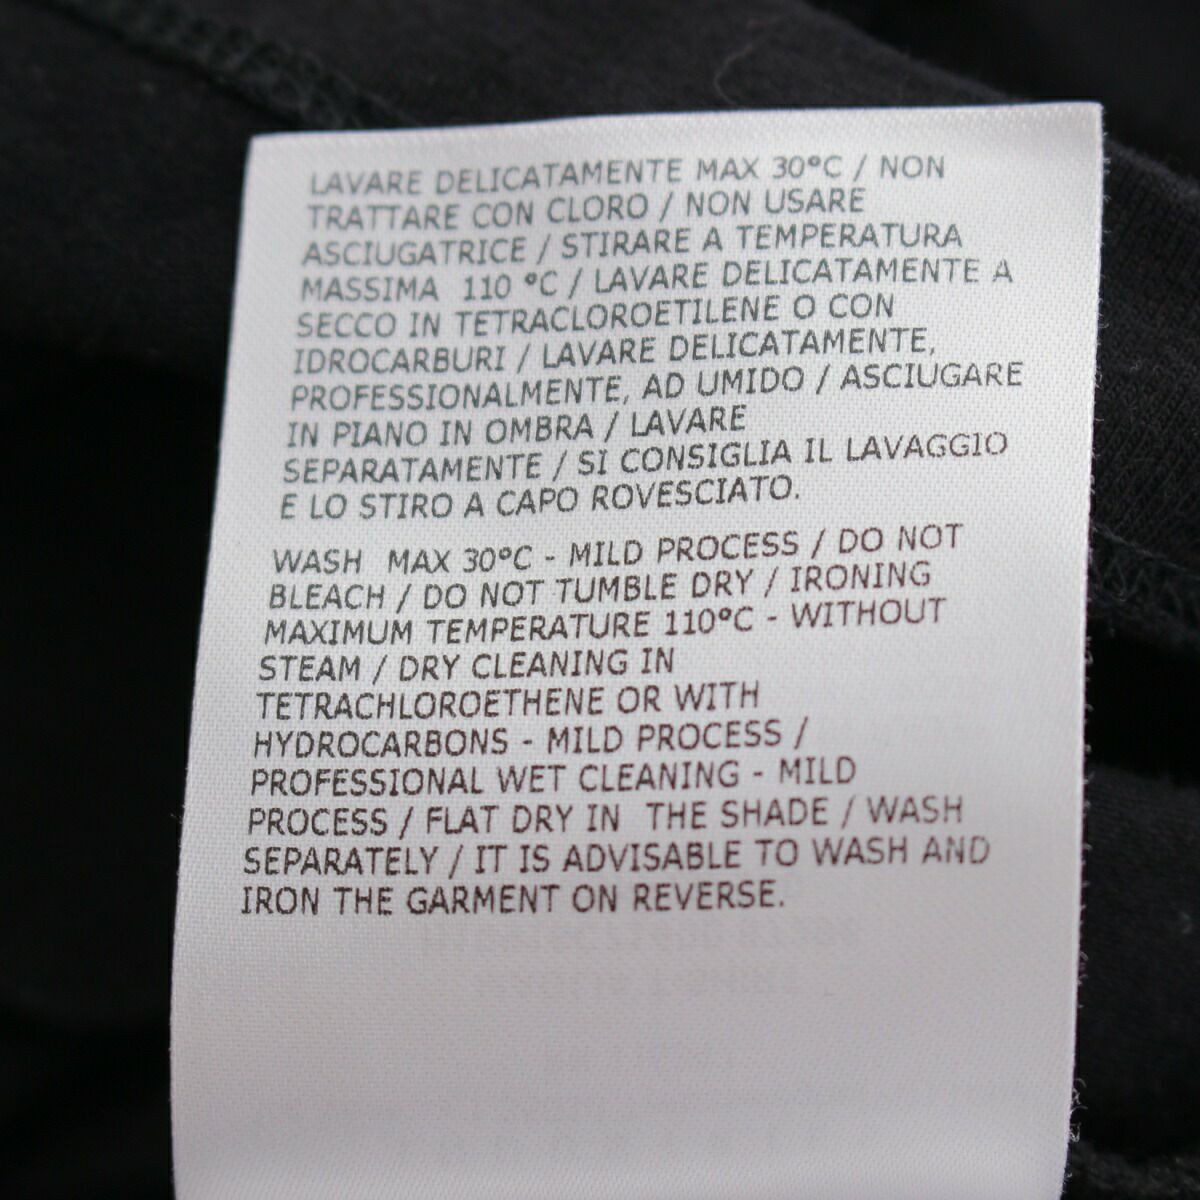 LAVARE DELICATAMENTE MAX 30°C / NON
TRATTARE CON CLORO / NON USARE
ASCIUGATRICE / STIRARE A TEMPERATURA
MASSIMA 110 °C / LAVARE DELICATAMENTE A
SECCO IN TETRACLOROETILENE O CON
IDROCARBURI / LAVARE DELICATAMENTE,
PROFESSIONALMENTE, AD UMIDO / ASCIUGARE
IN PIANO IN OMBRA / LAVARE
SEPARATAMENTE / SI CONSIGLIA IL LAVAGGIO
E LO STIRO A CAPO ROVESCIATO.
WASH MAX 30°C - MILD PROCESS / DO NOT
BLEACH / DO NOT TUMBLE DRY / IRONING
MAXIMUM TEMPERATURE 110°C - WITHOUT
STEAM / DRY CLEANING IN
TETRACHLOROETHENE OR WITH
HYDROCARBONS - MILD PROCESS /
PROFESSIONAL WET CLEANING - MILD
PROCESS / FLAT DRY IN THE SHADE / WASH
SEPARATELY / IT IS ADVISABLE TO WASH AND
IRON THE GARMENT ON REVERSE.